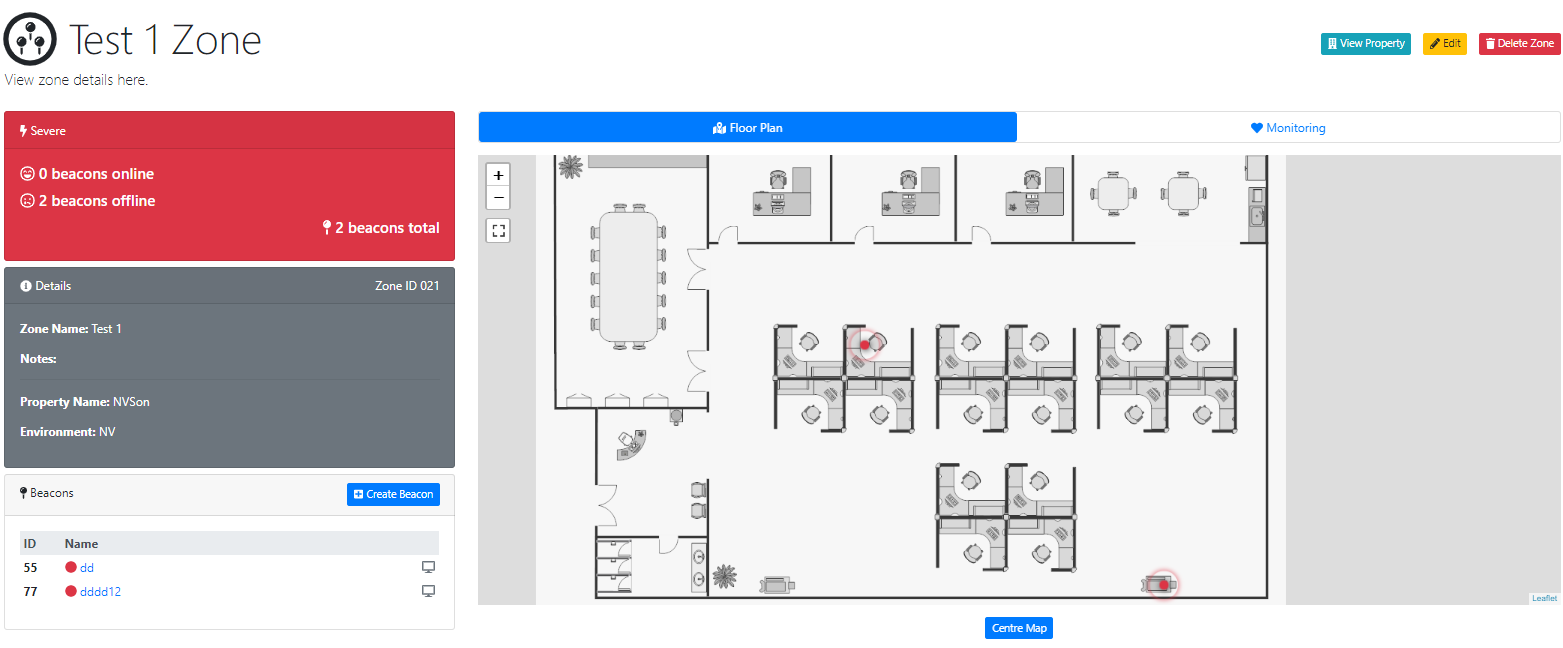 Test 1 Zone
View Property
Edit
Delete Zone
View zone details here.
Severe
0 beacons online
2 beacons offline
2 beacons total
Details
Zone ID 021
Zone Name: Test 1
Notes:
Property Name: NVSon
Environment: NV
Beacons
Create Beacon
ID Name
55 dd
77 dddd12
Floor Plan
Monitoring
+
−
Leaflet
Centre Map